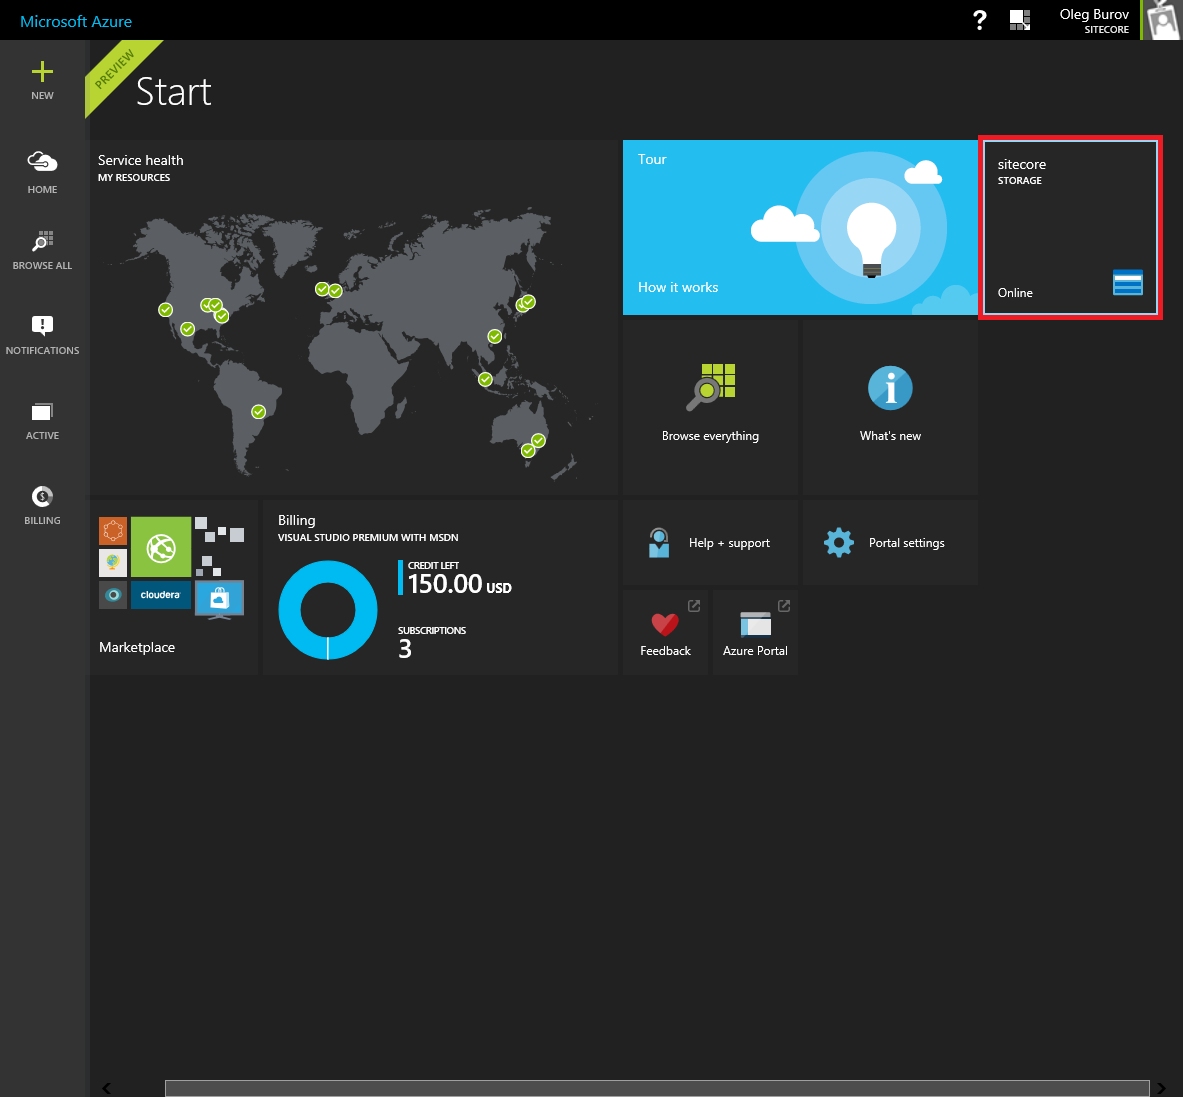 Microsoft Azure
?
Oleg Burov
SITECORE
NEW
HOME
BROWSE ALL
NOTIFICATIONS
ACTIVE
BILLING
PREVIEW
Start
Service health
MY RESOURCES
Tour
How it works
sitecore
STORAGE
Online
Browse everything
What's new
cloudera
Marketplace
Billing
VISUAL STUDIO PREMIUM WITH MSDN
CREDIT LEFT
150.00 USD
SUBSCRIPTIONS
3
Help + support
Portal settings
Feedback
Azure Portal